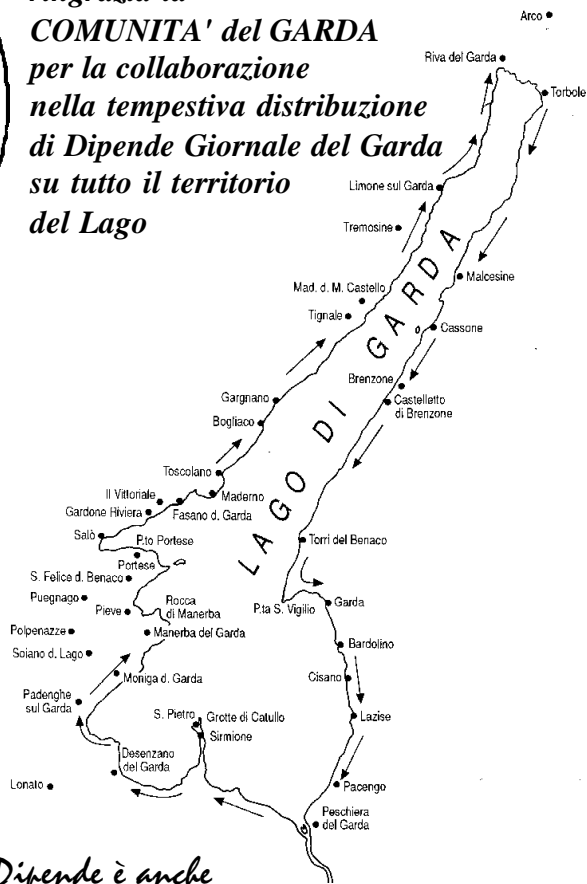 COMUNITA' del GARDA
per la collaborazione
nella tempestiva distribuzione
di Dipende Giornale del Garda
su tutto il territorio
del Lago
Arco
Riva del Garda
Torbole
Limone sul Garda
Tremosine
Malcesine
Mad. d. M. Castello
Tignale
Cassone
Brenzone
Castelletto
di Brenzone
Gargnano
Bogliaco
LAGO DI GARDA
Toscolano
Il Vittoriale
Maderno
Gardone Riviera
Fasano d. Garda
Salò
P.to Portese
Portese
Torri del Benaco
S. Felice d. Benaco
Puegnago
Rocca
di Manerba
Pieve
P.ta S. Vigilio
Garda
Polpenazze
Manerba del Garda
Bardolino
Soiano d. Lago
Moniga d. Garda
Cisano
Padenghe
sul Garda
S. Pietro
Grotte di Catullo
Lazise
Sirmione
Desenzano
del Garda
Lonato
Pacengo
Peschiera
del Garda
Dipende è anche